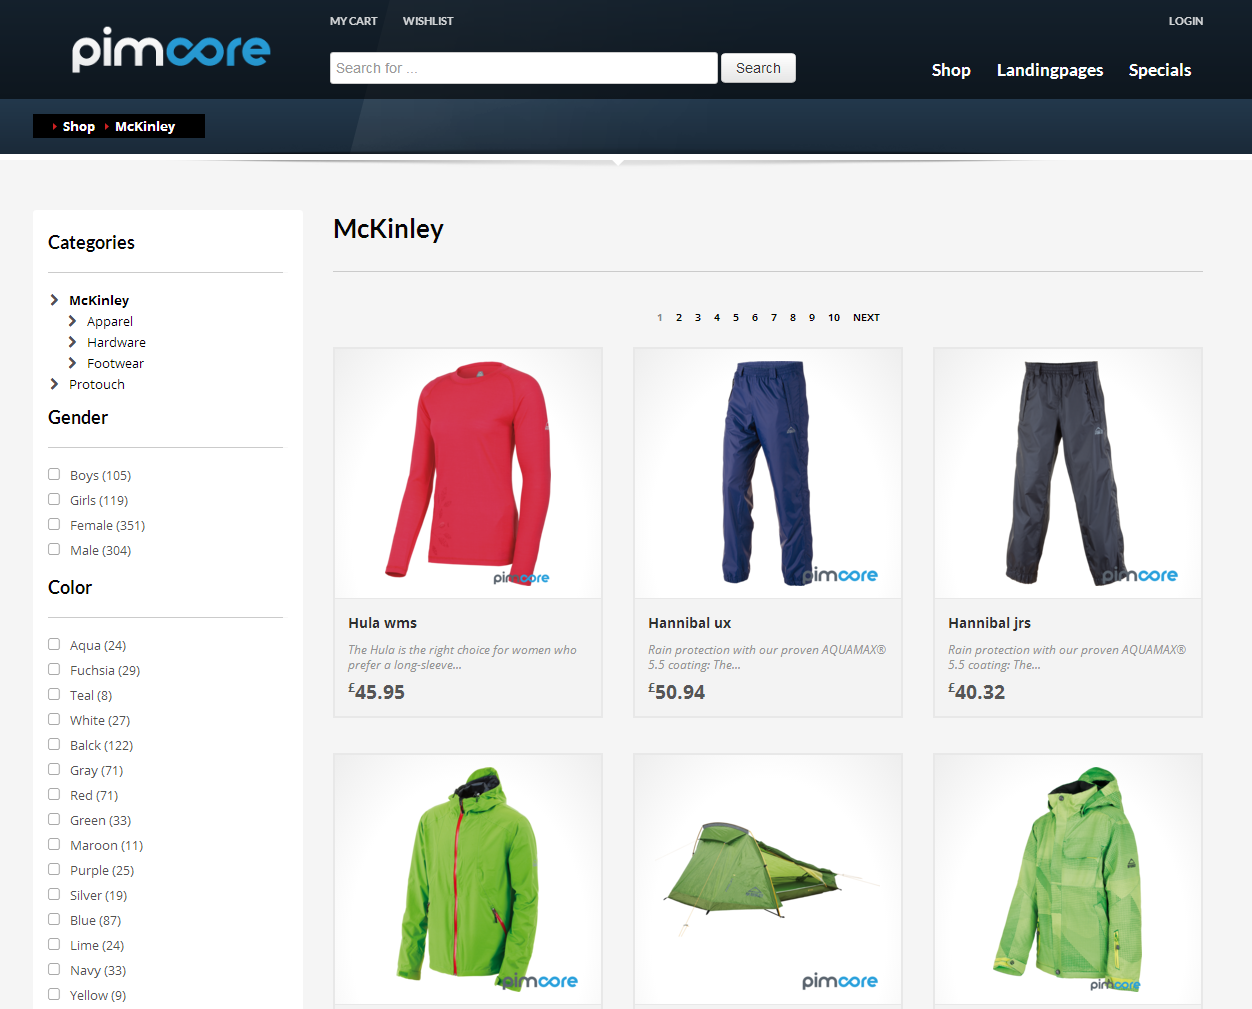 pimcore
MY CART WISHLIST LOGIN
Search for ... Search
Shop Landingpages Specials
Shop McKinley
Categories
McKinley
Apparel
Hardware
Footwear
Protouch
Gender
Boys (105)
Girls (119)
Female (351)
Male (304)
Color
Aqua (24)
Fuchsia (29)
Teal (8)
White (27)
Balck (122)
Gray (71)
Red (71)
Green (33)
Maroon (11)
Purple (25)
Silver (19)
Blue (87)
Lime (24)
Navy (33)
Yellow (9)
McKinley
1 2 3 4 5 6 7 8 9 10 NEXT
pimcore
Hula wms
The Hula is the right choice for women who
prefer a long-sleeve...
£45.95
pimcore
Hannibal ux
Rain protection with our proven AQUAMAX®
5.5 coating: The...
£50.94
pimcore
Hannibal jrs
Rain protection with our proven AQUAMAX®
5.5 coating: The...
£40.32
pimcore
pimcore
pimcore